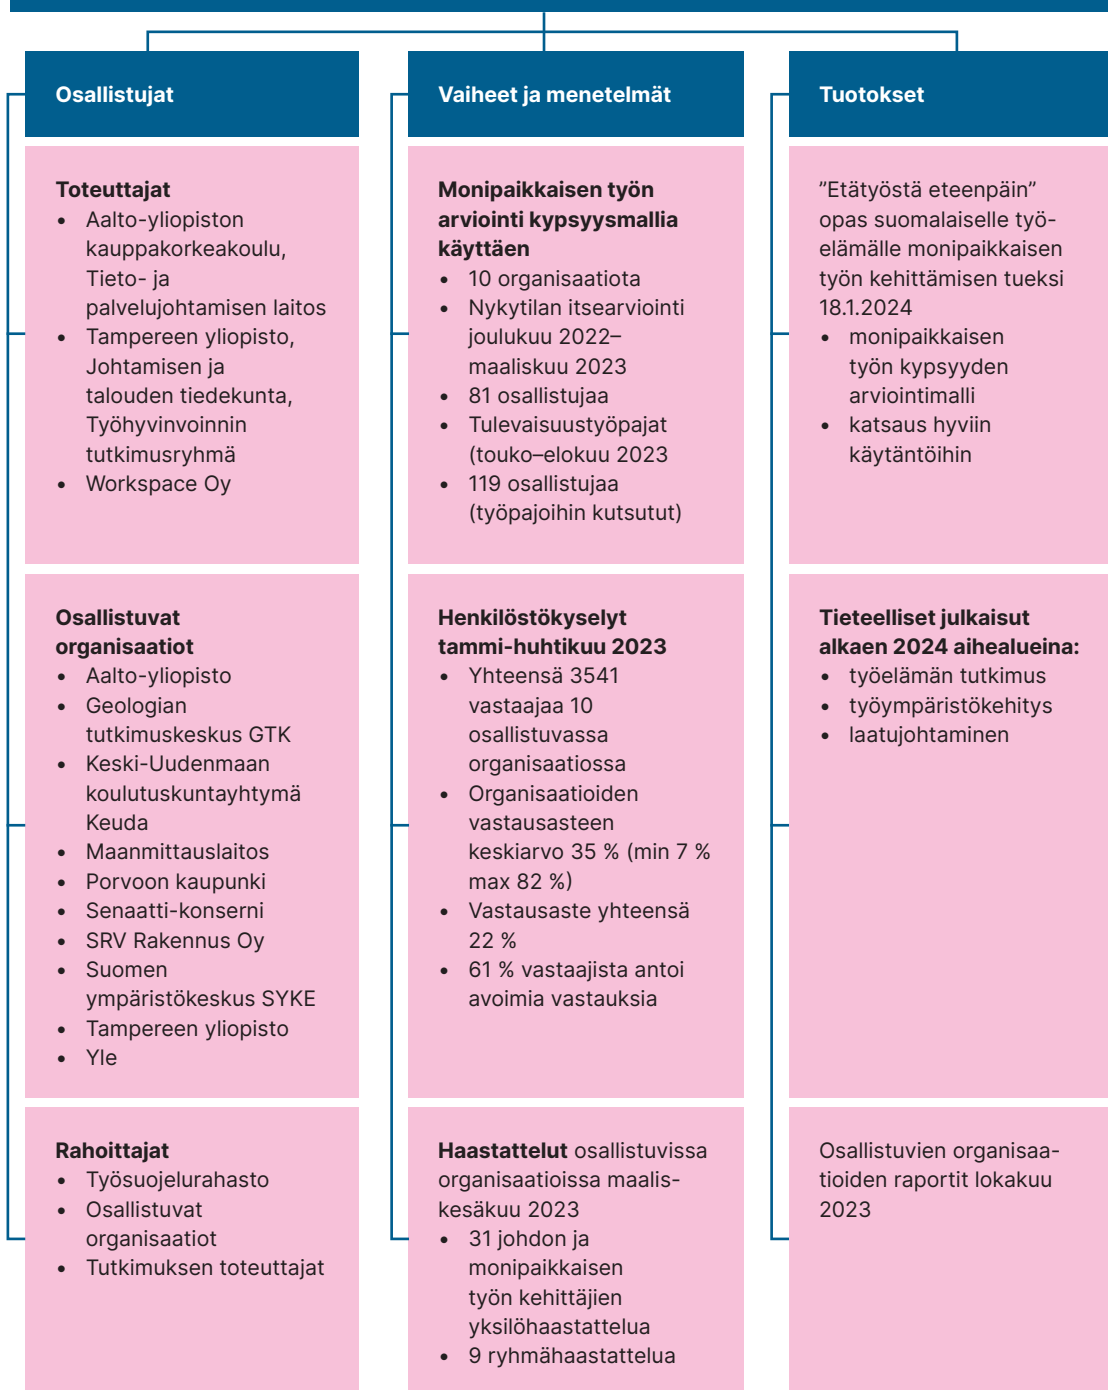 Osallistujat
Toteuttajat
• Aalto-yliopiston
kauppakorkeakoulu,
Tieto- ja
palvelujohtamisen laitos
• Tampereen yliopisto,
Johtamisen ja
talouden tiedekunta,
Työhyvinvoinnin
tutkimusryhmä
• Workspace Oy
Osallistuvat
organisaatiot
• Aalto-yliopisto
• Geologian
tutkimuskeskus GTK
• Keski-Uudenmaan
koulutuskuntayhtymä
Keuda
• Maanmittauslaitos
• Porvoon kaupunki
• Senaatti-konserni
• SRV Rakennus Oy
• Suomen
ympäristökeskus SYKE
• Tampereen yliopisto
• Yle
Rahoittajat
• Työsuojelurahasto
• Osallistuvat
organisaatiot
• Tutkimuksen toteuttajat
Vaiheet ja menetelmät
Monipaikkaisen työn
arviointi kypsyysmallia
käyttäen
• 10 organisaatiota
• Nykytilan itsearviointi
joulukuu 2022–
maaliskuu 2023
• 81 osallistujaa
• Tulevaisuustyöpajat
(touko–elokuu 2023
• 119 osallistujaa
(työpajoihin kutsutut)
Henkilöstökyselyt
tammi-huhtikuu 2023
• Yhteensä 3541
vastaajaa 10
osallistuvassa
organisaatiossa
• Organisaatioiden
vastausasteen
keskiarvo 35 % (min 7 %
max 82 %)
• Vastausaste yhteensä
22 %
• 61 % vastaajista antoi
avoimia vastauksia
Haastattelut osallistuvissa
organisaatioissa maalis-
kesäkuu 2023
• 31 johdon ja
monipaikkaisen
työn kehittäjien
yksilöhaastattelua
• 9 ryhmähaastattelua
Tuotokset
”Etätyöstä eteenpäin”
opas suomalaiselle työ-
elämälle monipaikkaisen
työn kehittämisen tueksi
18.1.2024
• monipaikkaisen
työn kypsyyden
arviointimalli
• katsaus hyviin
käytäntöihin
Tieteelliset julkaisut
alkaen 2024 aihealueina:
• työelämän tutkimus
• työympäristökehitys
• laatujohtaminen
Osallistuvien organisaa-
tioiden raportit lokakuu
2023